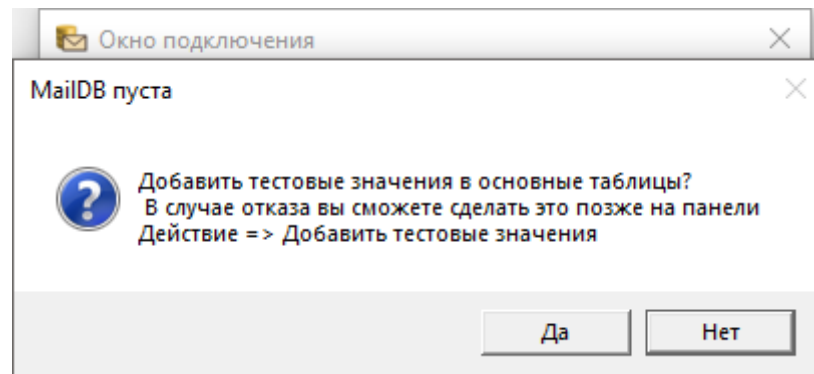 Окно подключения
MailDB пуста
Добавить тестовые значения в основные таблицы?
В случае отказа вы сможете сделать это позже на панели
Действие => Добавить тестовые значения
Да
Нет